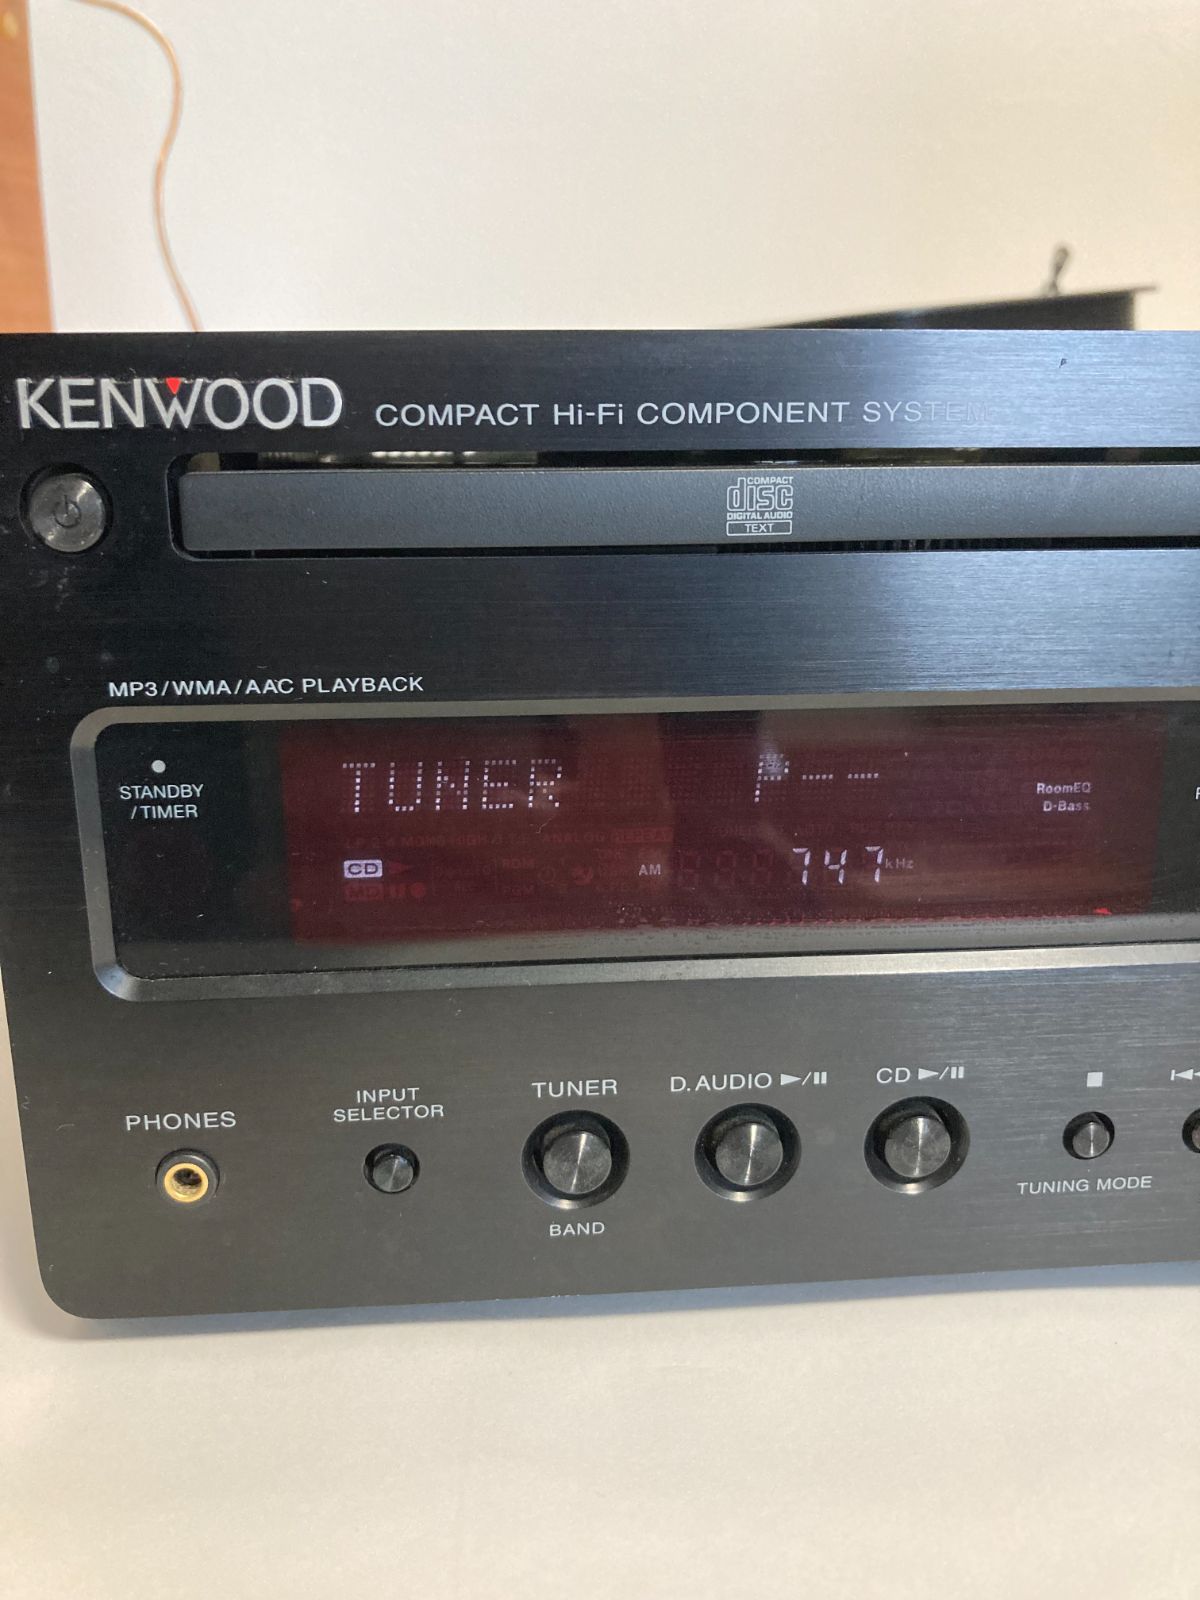 KENWOOD COMPACT Hi-Fi COMPONENT SYSTEM
COMPACT
disc
DIGITAL AUDIO
TEXT
MP3/WMA/AAC PLAYBACK
STANDBY
/TIMER
TUNER P-- --
RoomEQ
D-Bass
CD
AM 747 kHz
PHONES
INPUT
SELECTOR
TUNER
BAND
D.AUDIO ►/II
CD ►/II
■
TUNING MODE